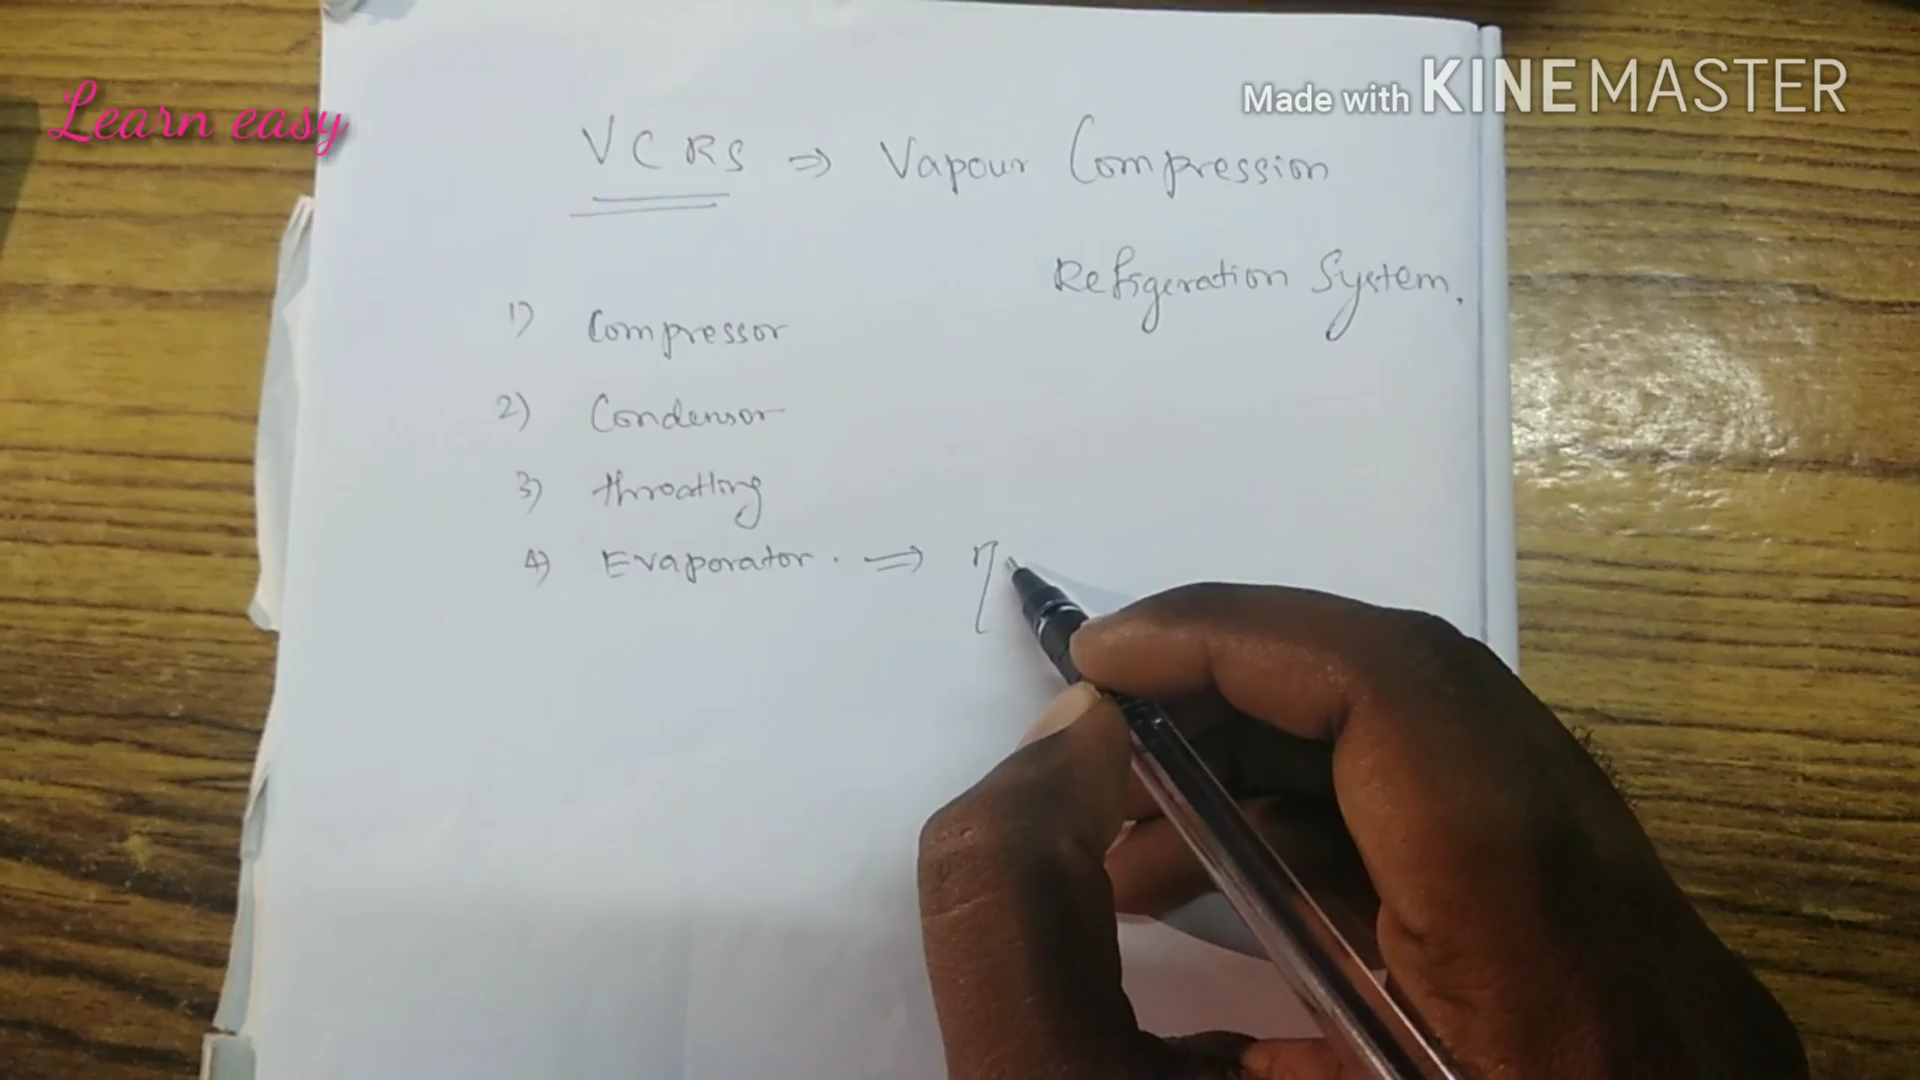 Learn easy
Made with KINEMASTER
VCRS ⇒ Vapour Compression
Refigeration System.
1) Compressor
2) Condensor
3) throatling
4) Evaporator. ⇒ η